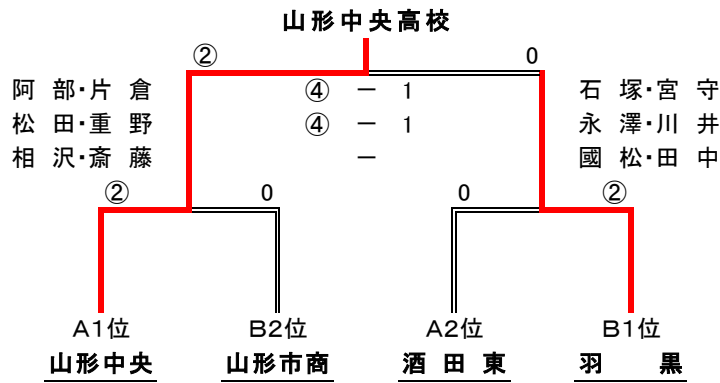 山形中央高校
② 0
阿 部・片 倉 ④ － 1 石 塚・宮 守
松 田・重 野 ④ － 1 永 澤・川 井
相 沢・斎 藤 － 國 松・田 中
② 0 0 ②
A1位 B2位 A2位 B1位
山形中央 山形市商 酒 田 東 羽 黒